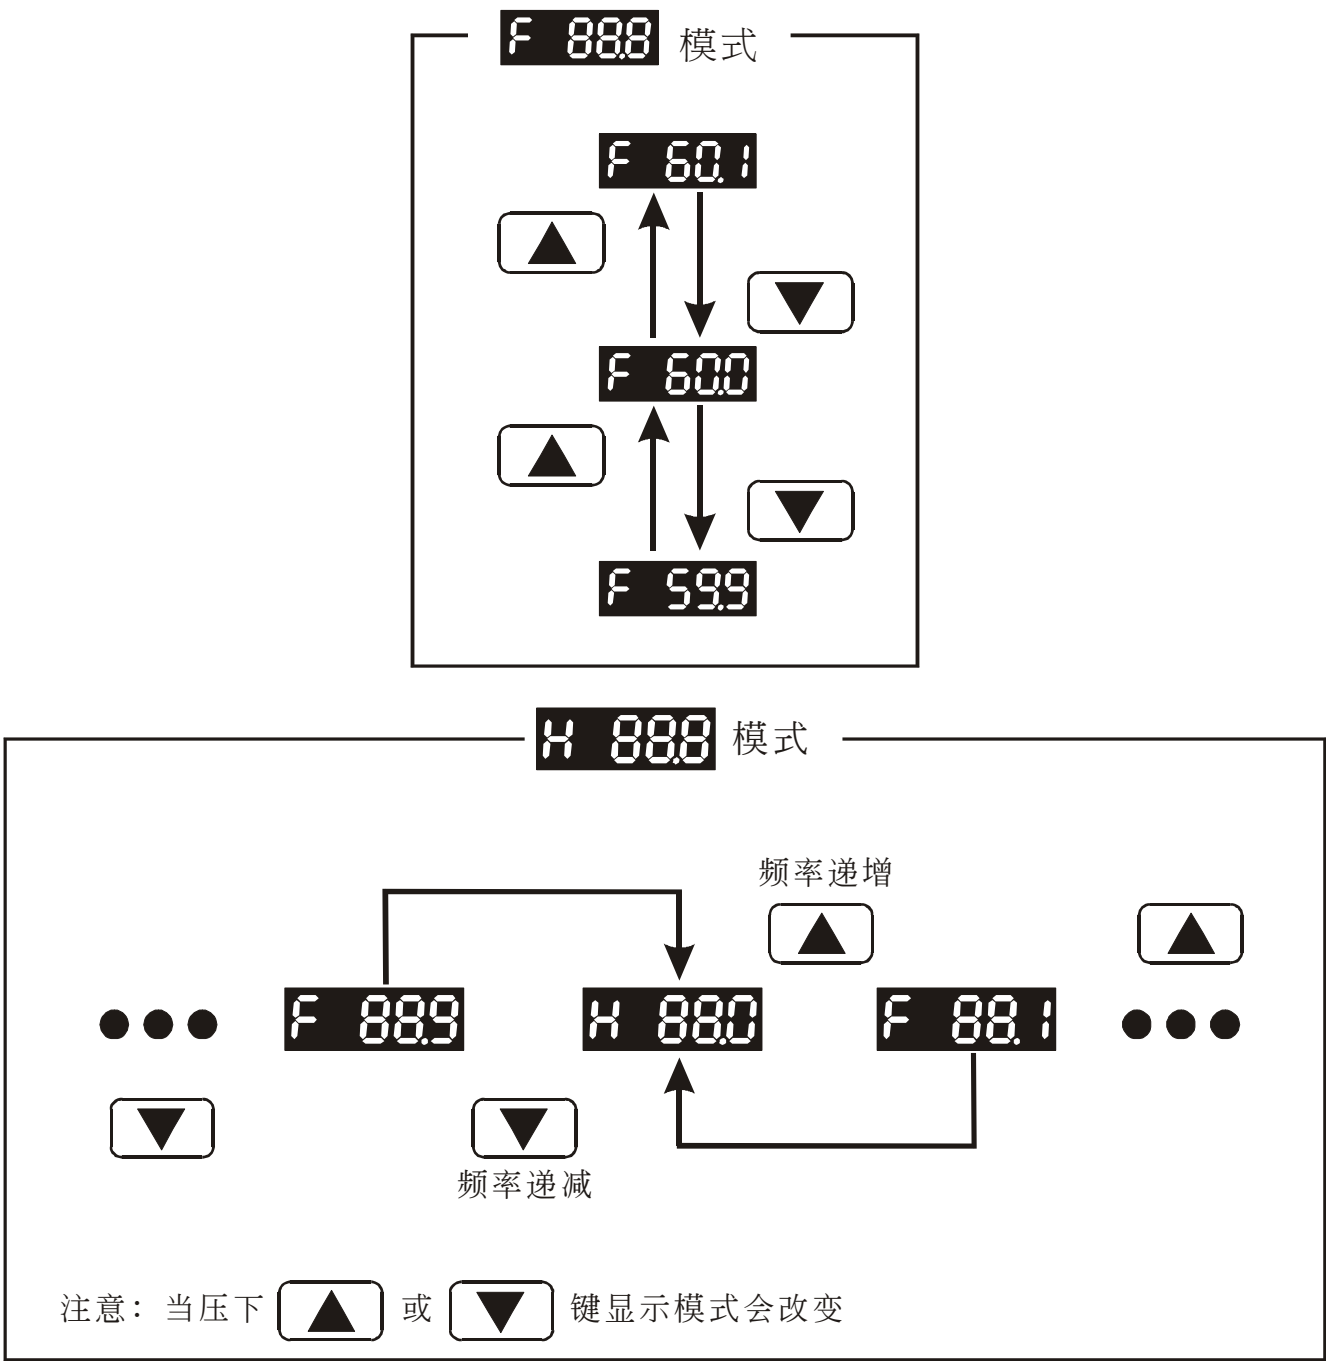 F 88.8 模式
F 60.1
F 60.0
F 59.9
H 88.8 模式
频率递增
F 88.9 H 88.0 F 88.1
频率递减
注意：当压下 ▲ 或 ▼ 键显示模式会改变